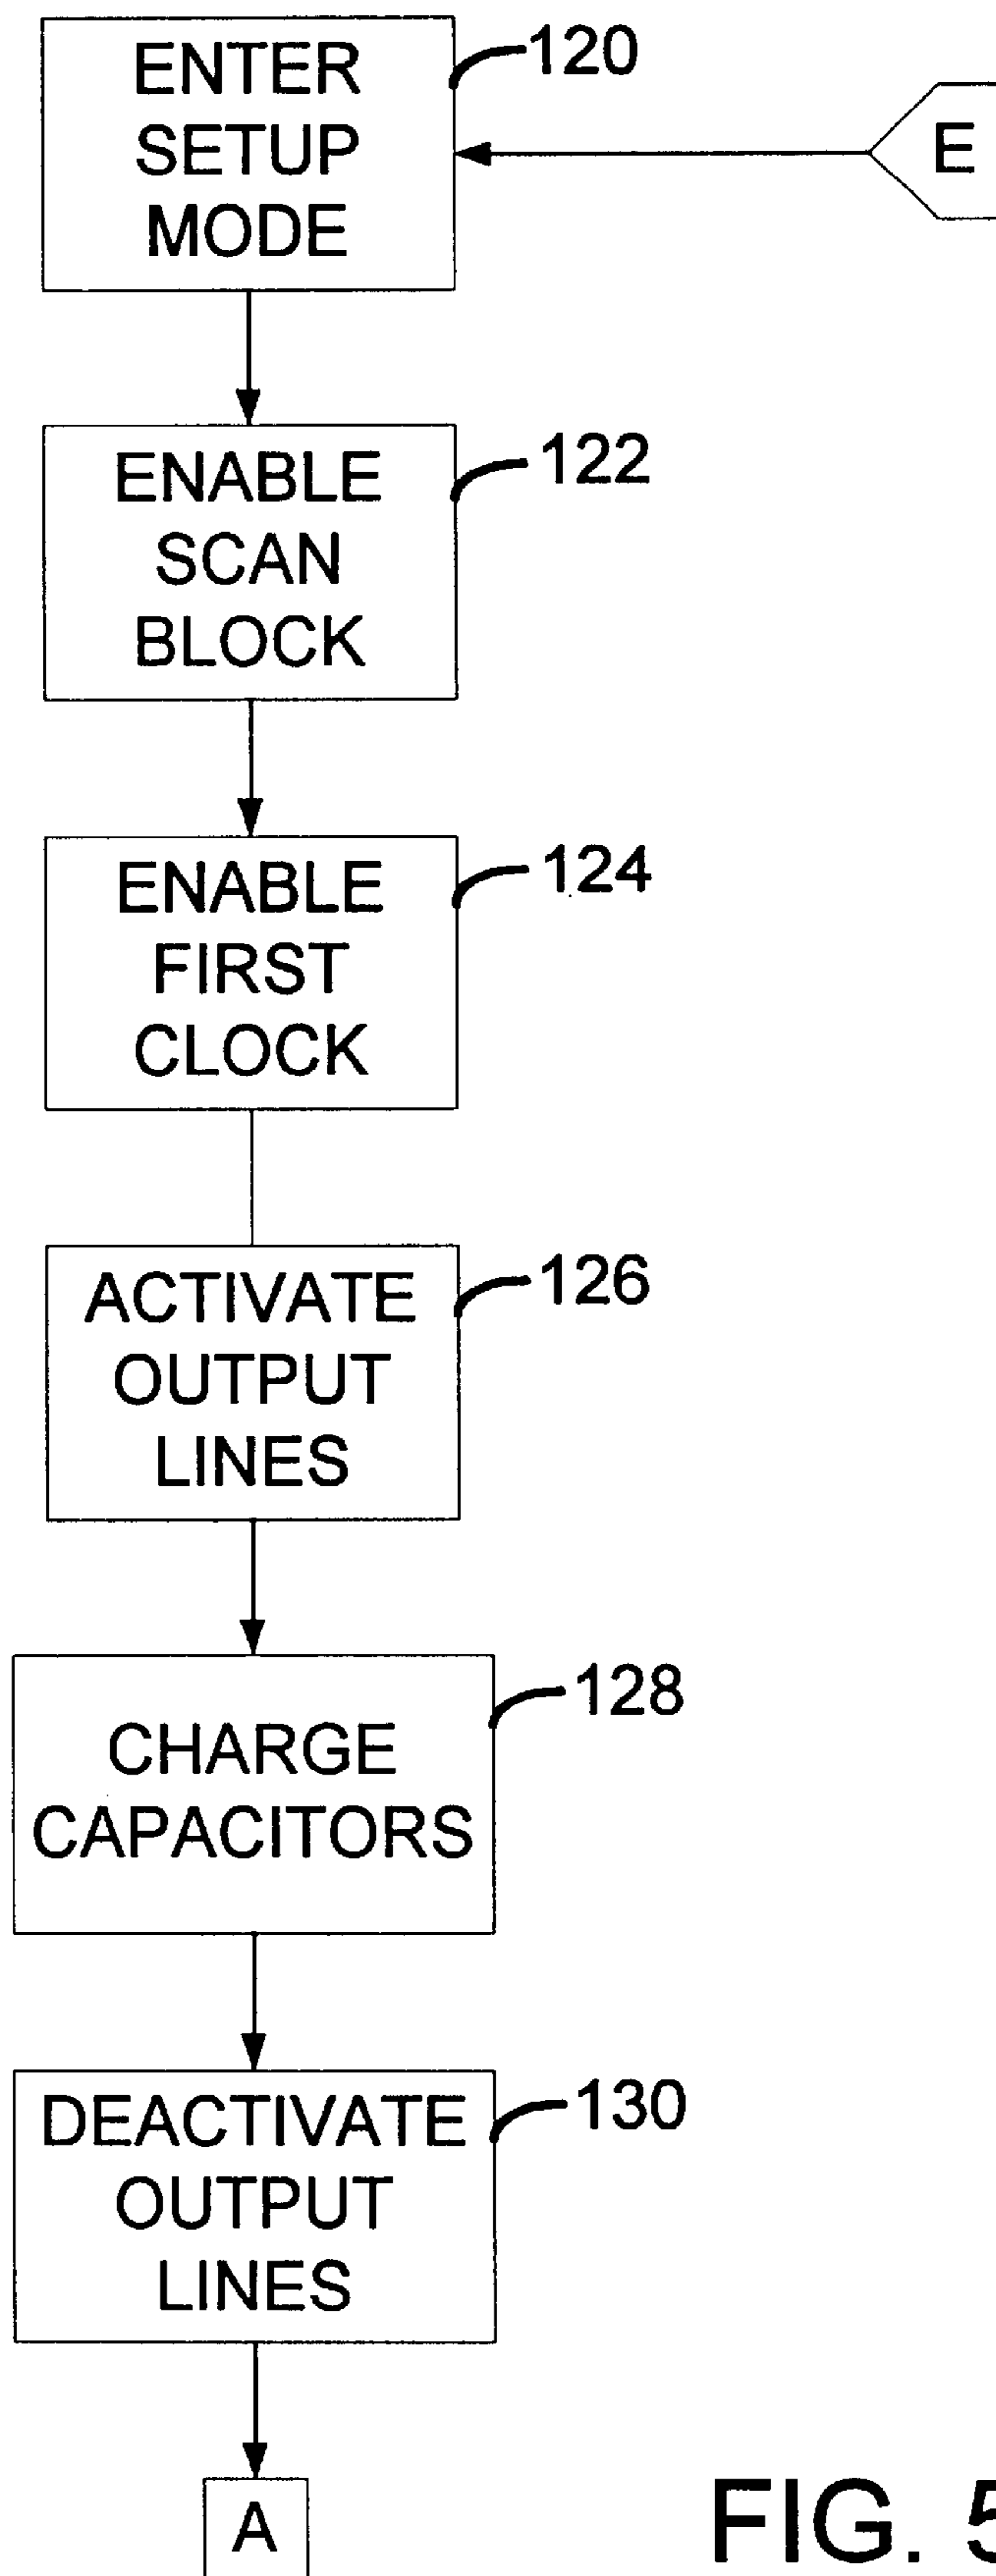 ENTER
SETUP
MODE
120
E
ENABLE
SCAN
BLOCK
122
ENABLE
FIRST
CLOCK
124
ACTIVATE
OUTPUT
LINES
126
CHARGE
CAPACITORS
128
DEACTIVATE
OUTPUT
LINES
130
A
FIG. 5